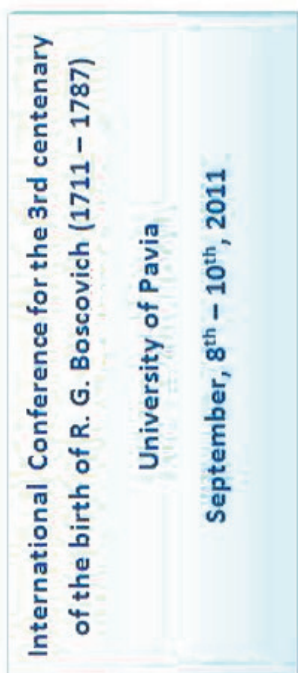 International Conference for the 3rd centenary
of the birth of R. G. Boscovich (1711 – 1787)
University of Pavia
September, 8th – 10th, 2011